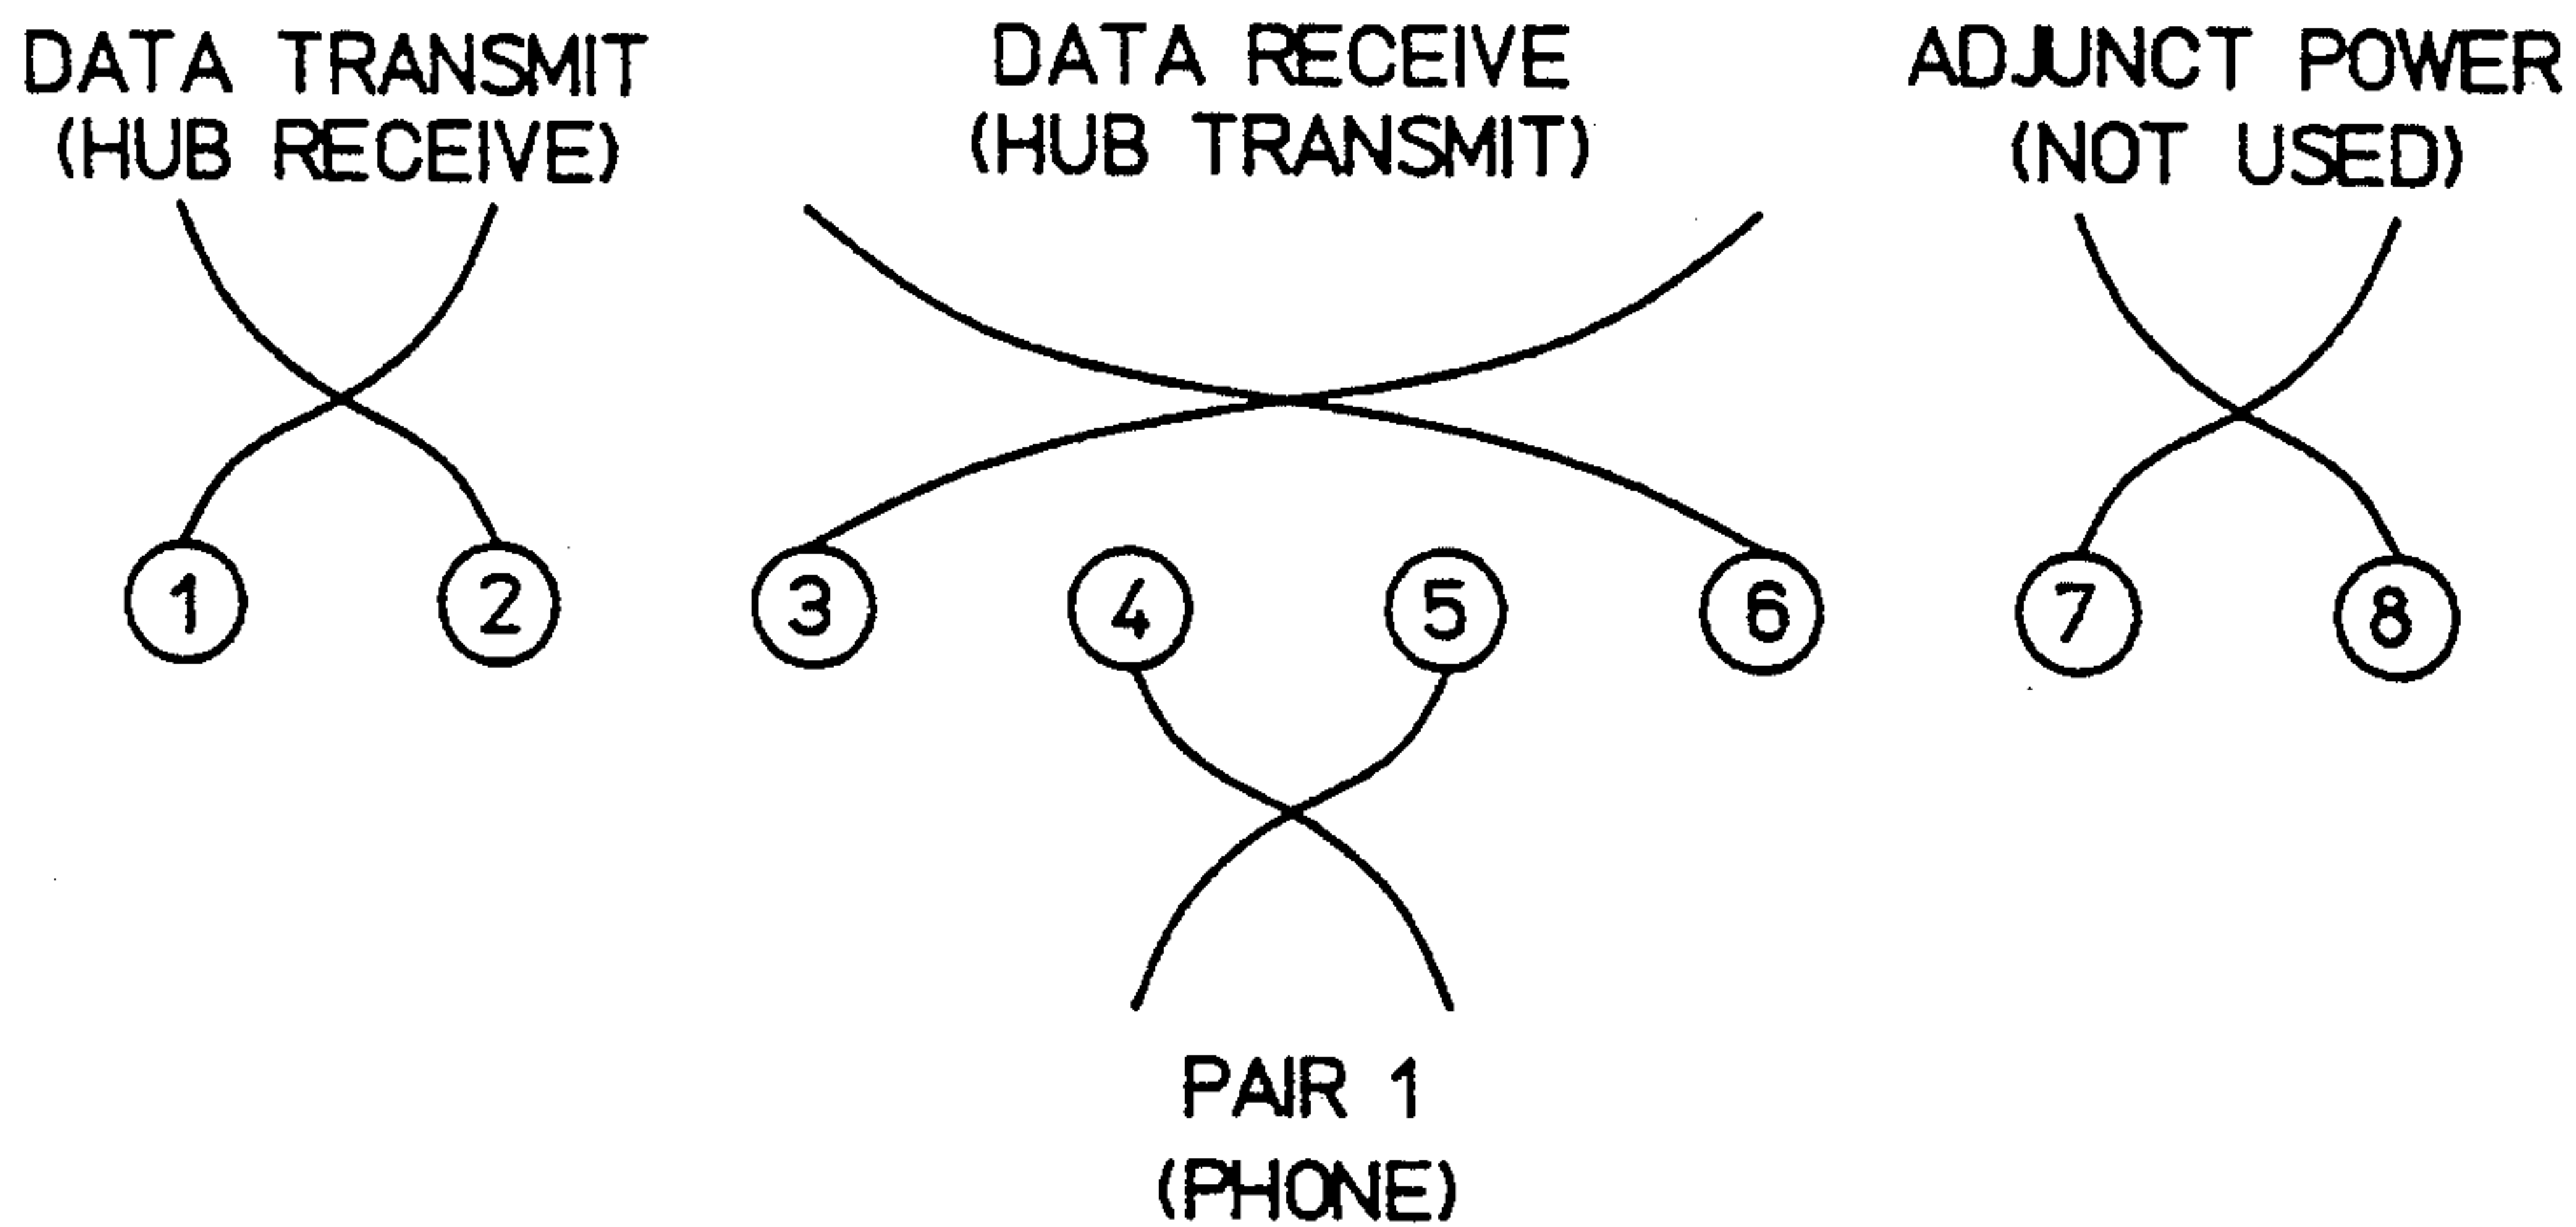 DATA TRANSMIT
(HUB RECEIVE)
DATA RECEIVE
(HUB TRANSMIT)
ADJUNCT POWER
(NOT USED)
1 2 3 4 5 6 7 8
PAIR 1
(PHONE)